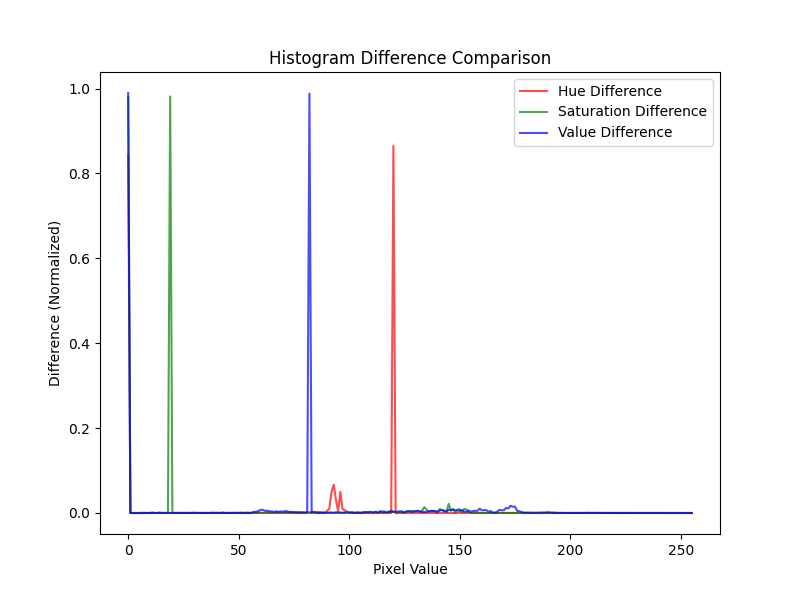 Histogram Difference Comparison
Hue Difference
Saturation Difference
Value Difference
Difference (Normalized)
1.0
0.8
0.6
0.4
0.2
0.0
0 50 100 150 200 250
Pixel Value